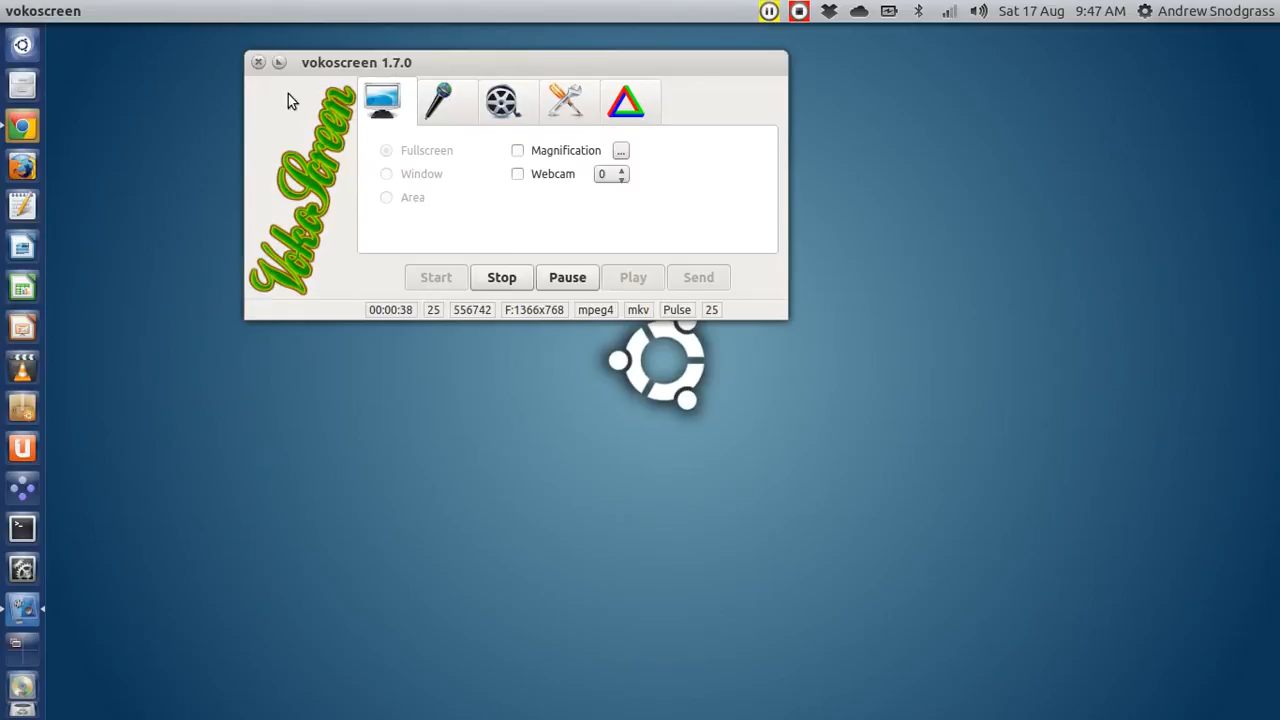 vokoscreen
Sat 17 Aug 9:47 AM Andrew Snodgrass
vokoscreen 1.7.0
VokoScreen
Fullscreen
Magnification ...
Window
Webcam 0
Area
Start Stop Pause Play Send
00:00:38 25 556742 F:1366x768 mpeg4 mkv Pulse 25